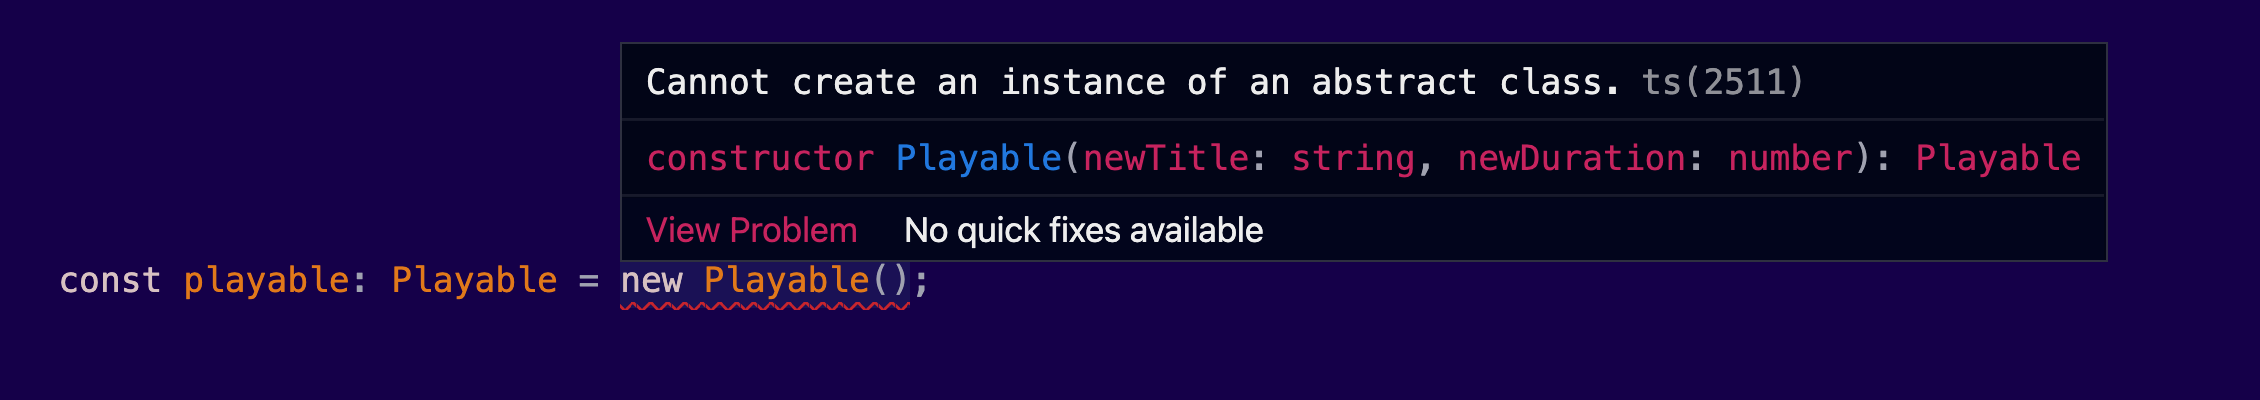 Cannot create an instance of an abstract class. ts(2511)
constructor Playable(newTitle: string, newDuration: number): Playable
View Problem No quick fixes available
const playable: Playable = new Playable();